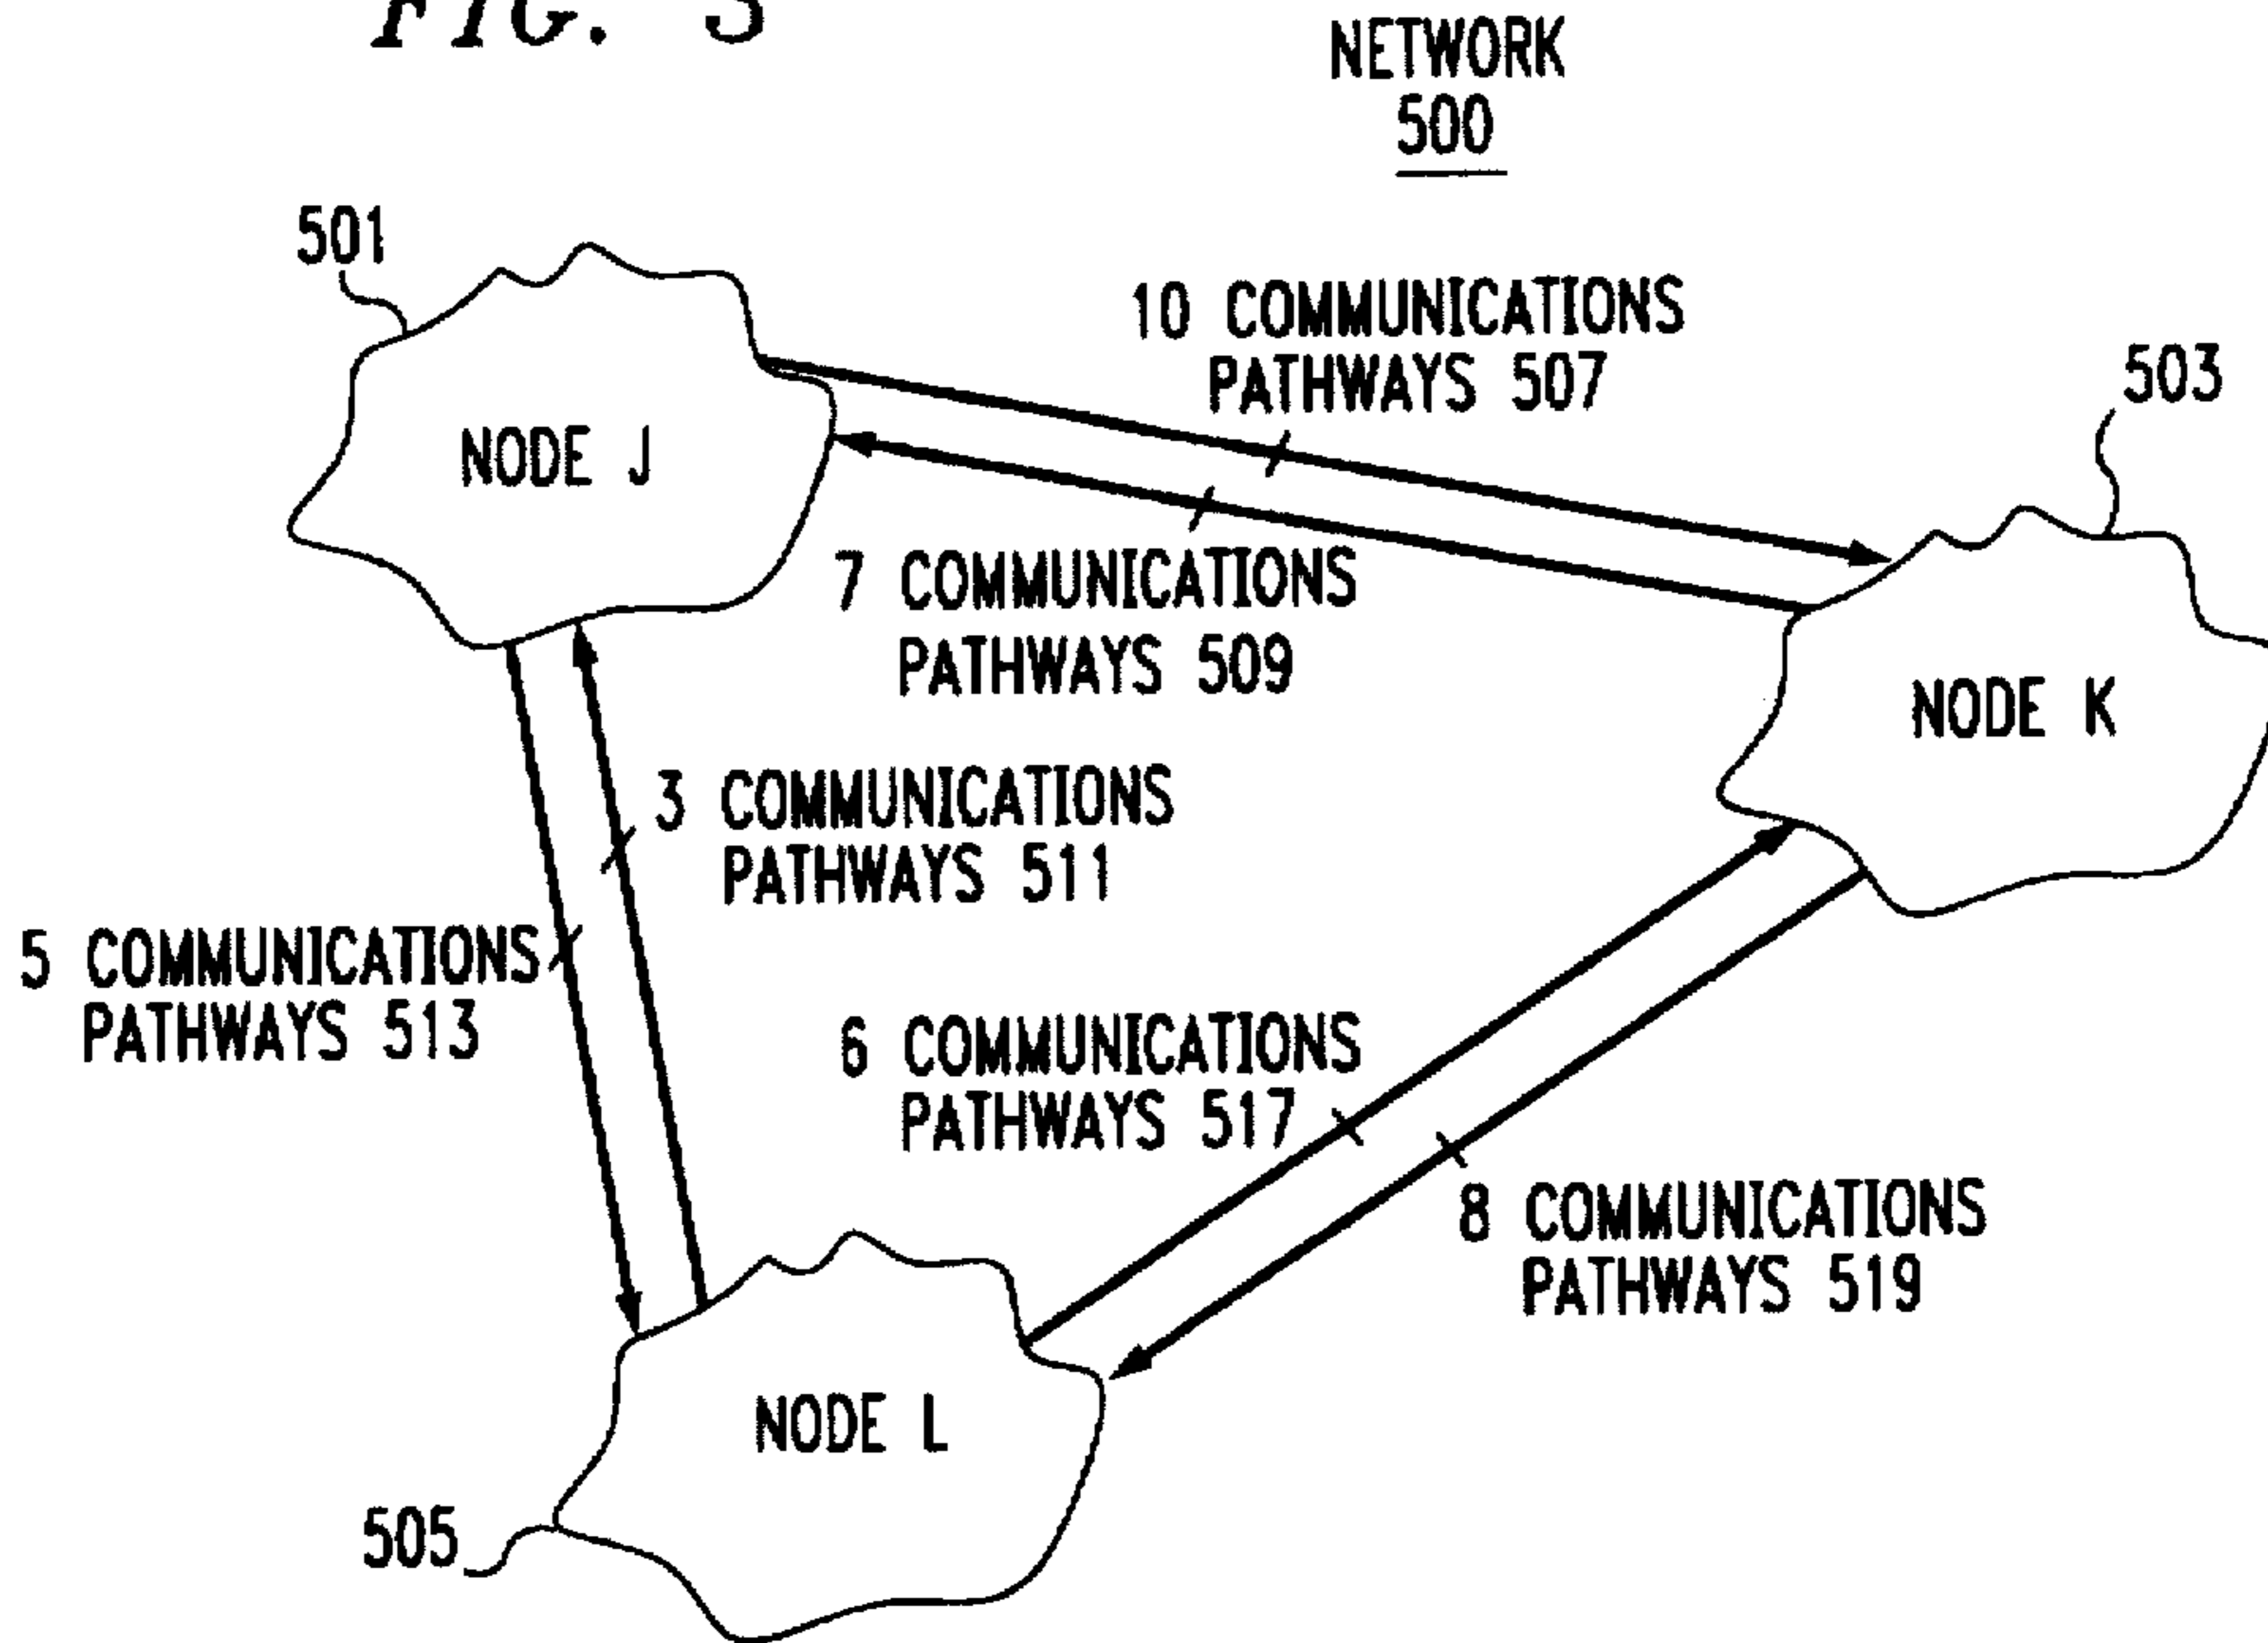 FIG. 5
NETWORK
500
501
10 COMMUNICATIONS
PATHWAYS 507
503
NODE J
7 COMMUNICATIONS
PATHWAYS 509
NODE K
3 COMMUNICATIONS
PATHWAYS 511
5 COMMUNICATIONS
PATHWAYS 513
6 COMMUNICATIONS
PATHWAYS 517
8 COMMUNICATIONS
PATHWAYS 519
NODE L
505